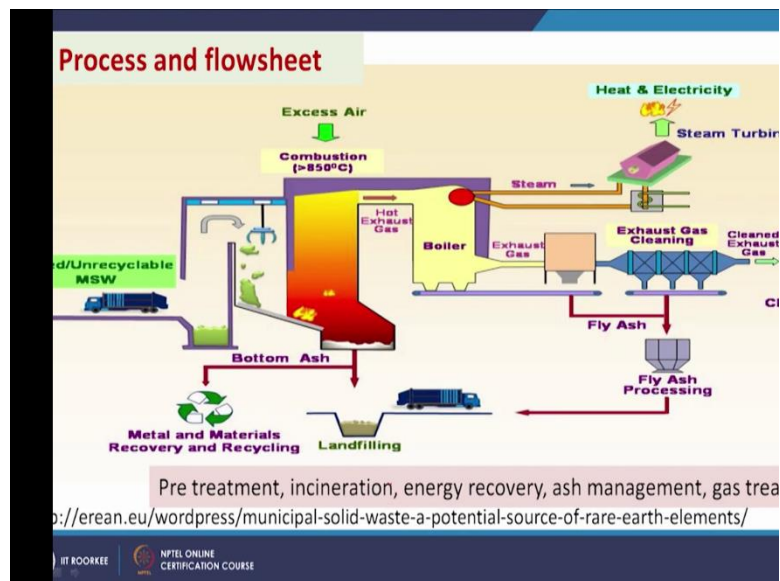 Process and flowsheet
Heat & Electricity
Excess Air
Steam Turbin
Combustion
(>850°C)
Steam
Hot
Exhaust
Gas
Boiler
Exhaust
Gas
Exhaust Gas
Cleaning
Cleaned
Exhaust
Gas
ed/Unrecyclable
MSW
Cl
Fly Ash
Bottom Ash
Fly Ash
Processing
Metal and Materials
Recovery and Recycling
Landfilling
Pre treatment, incineration, energy recovery, ash management, gas trea
p://erean.eu/wordpress/municipal-solid-waste-a-potential-source-of-rare-earth-elements/
IIT ROORKEE
NPTEL ONLINE
CERTIFICATION COURSE